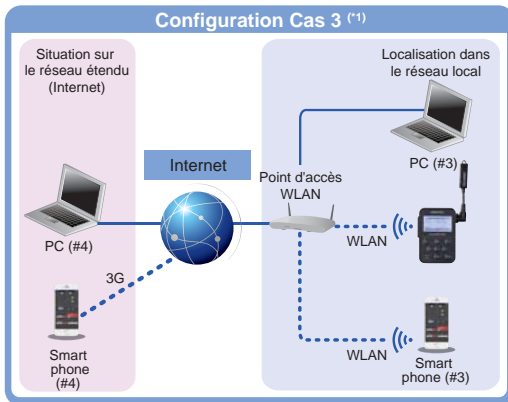 Configuration Cas 3 (*1)
Situation sur
le réseau étendu
(Internet)
Localisation dans
le réseau local
PC (#3)
Internet
Point d'accès
WLAN
PC (#4)
WLAN
3G
Smart
phone
(#4)
WLAN
Smart
phone (#3)